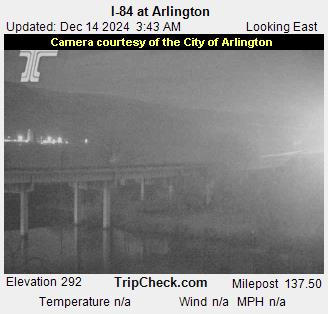 I-84 at Arlington
Updated: Dec 14 2024 3:43 AM Looking East
Camera courtesy of the City of Arlington
Elevation 292 TripCheck.com Milepost 137.50
Temperature n/a Wind n/a MPH n/a